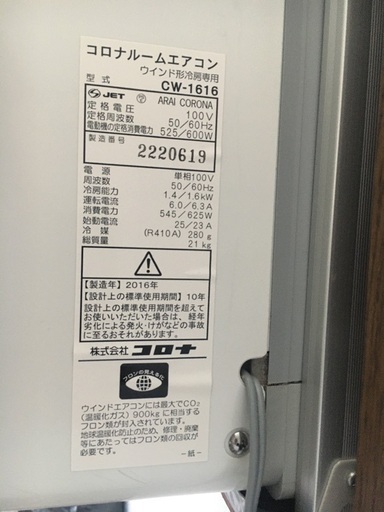 コロナルームエアコン
ウインド形冷房専用
型式 CW-1616
JET ARAI CORONA
定格電圧 100V
定格周波数 50/60Hz
電動機の定格消費電力 525/600W
製造番号 2220619
電源 単相100V
周波数 50/60Hz
冷房能力 1.4/1.6kW
運転電流 6.0/6.3A
消費電力 545/625W
始動電流 25/23A
冷媒 (R410A) 280g
総質量 21kg
【製造年】2016年
【設計上の標準使用期間】10年
設計上の標準使用期間を超えて
お使いいただいた場合は、経年
劣化による発火・けがなどの事故
に至るおそれがあります。
株式会社 コロナ
フロンの見える化
ウインドエアコンには最大でCO2
(温暖化ガス)900kgに相当する
フロン類が封入されています。
地球温暖化防止のため、修理・廃棄
等にあたってはフロン類の回収が
必要です。
-紙-